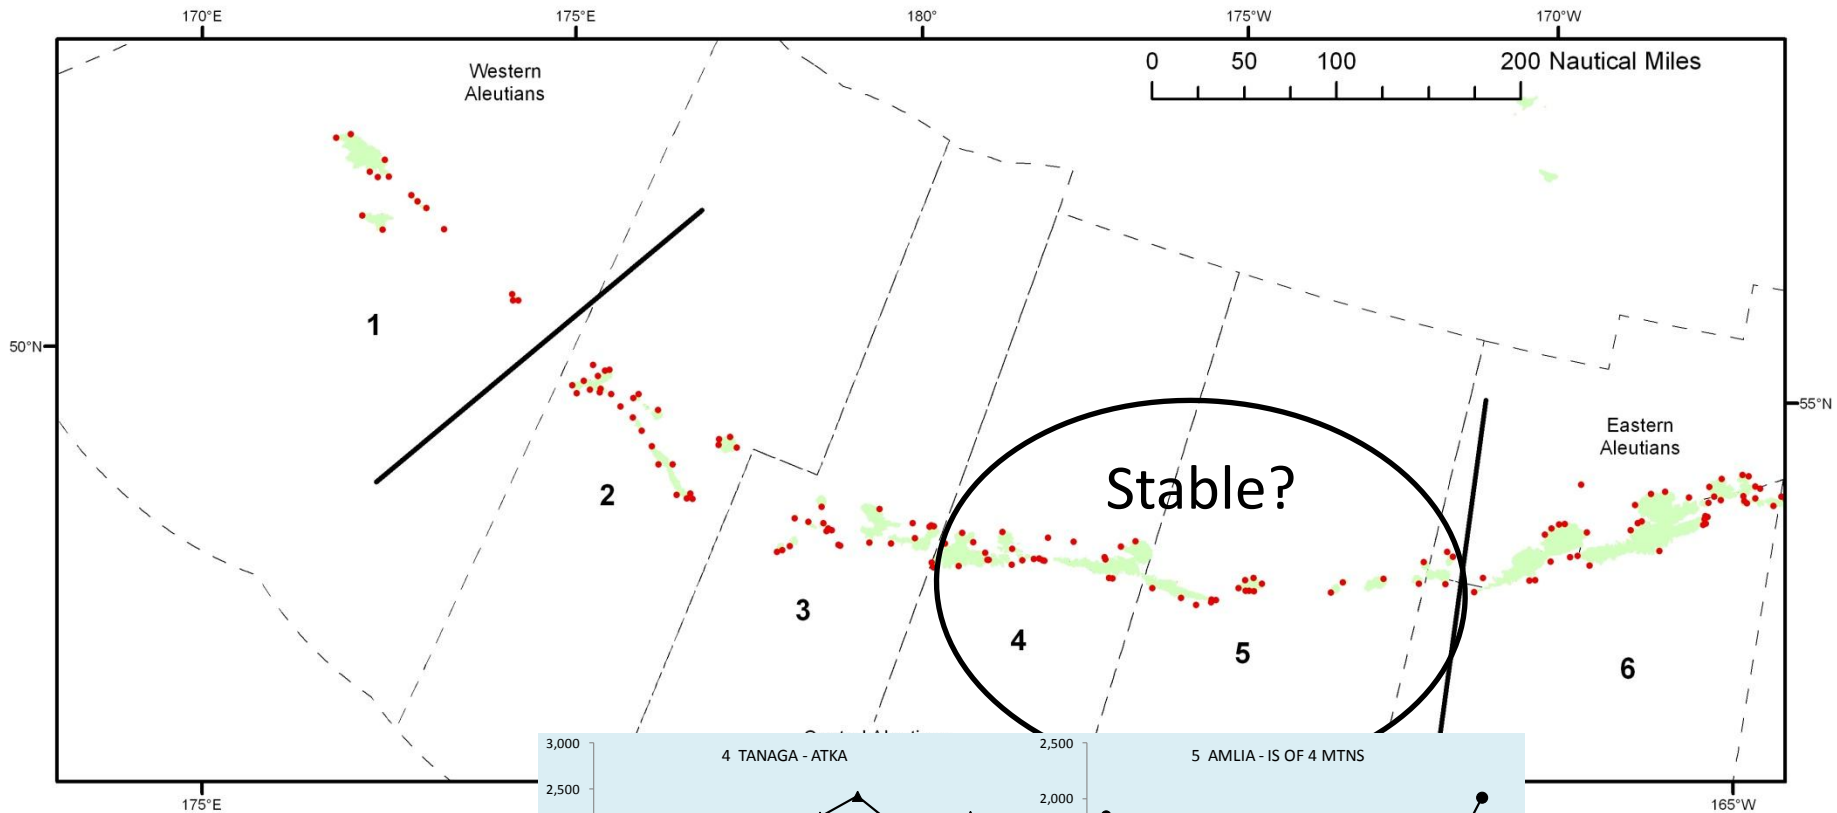 170°E
175°E
180°
175°W
170°W
0 50 100 200 Nautical Miles
Western
Aleutians
1
50°N
55°N
Eastern
Aleutians
Stable?
2
3
4
5
6
3,000
4 TANAGA - ATKA
2,500
2,500
5 AMLIA - IS OF 4 MTNS
2,000
175°E
165°W